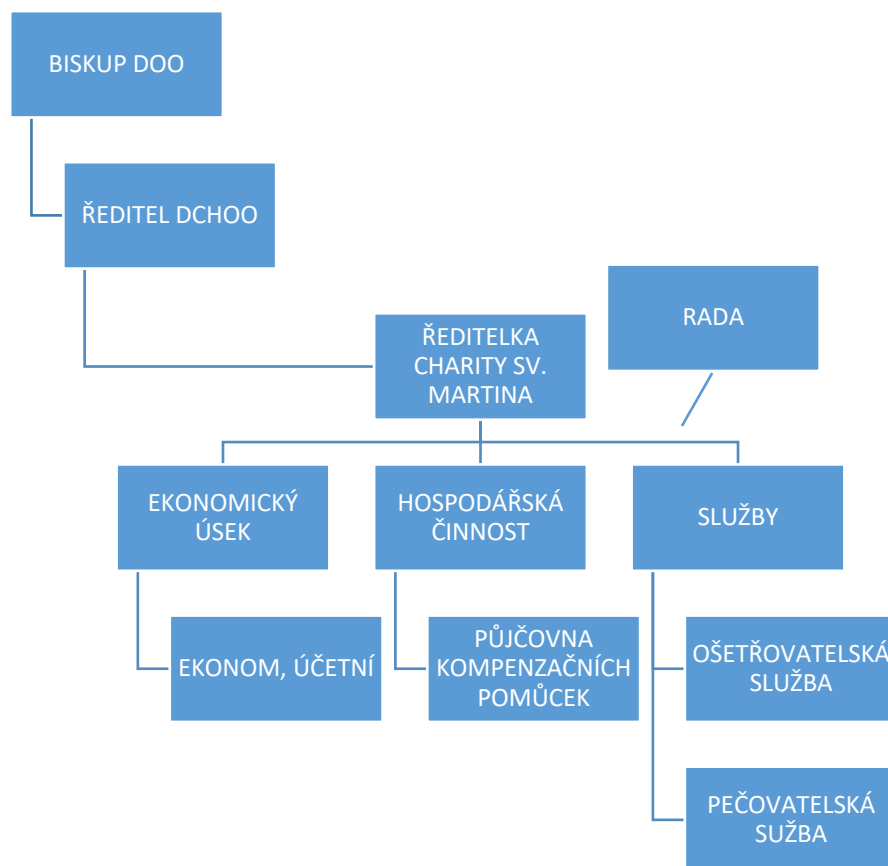 BISKUP DOO
ŘEDITEL DCHOO
RADA
ŘEDITELKA
CHARITY SV.
MARTINA
EKONOMICKÝ
ÚSEK
HOSPODÁŘSKÁ
ČINNOST
SLUŽBY
EKONOM, ÚČETNÍ
PŮJČOVNA
KOMPENZAČNÍCH
POMŮCEK
OŠETŘOVATELSKÁ
SLUŽBA
PEČOVATELSKÁ
SUŽBA